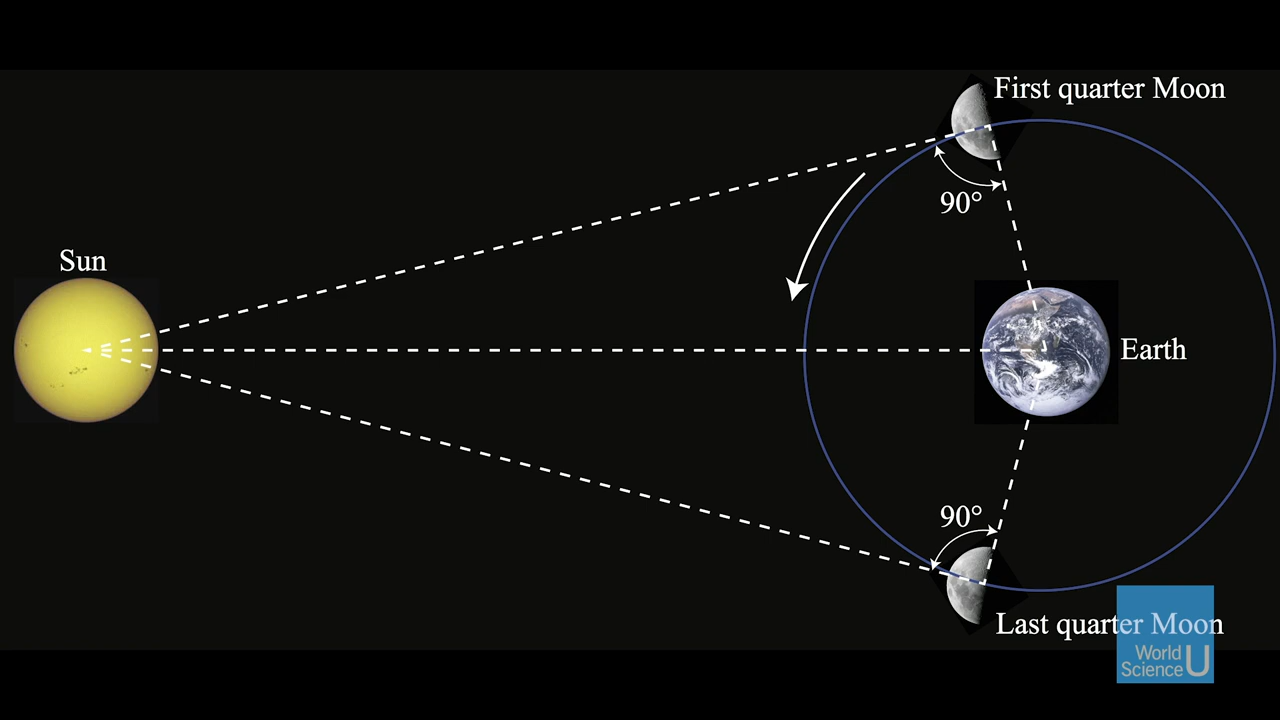 First quarter Moon
90°
Sun
Earth
90°
Last quarter Moon
World
Science U